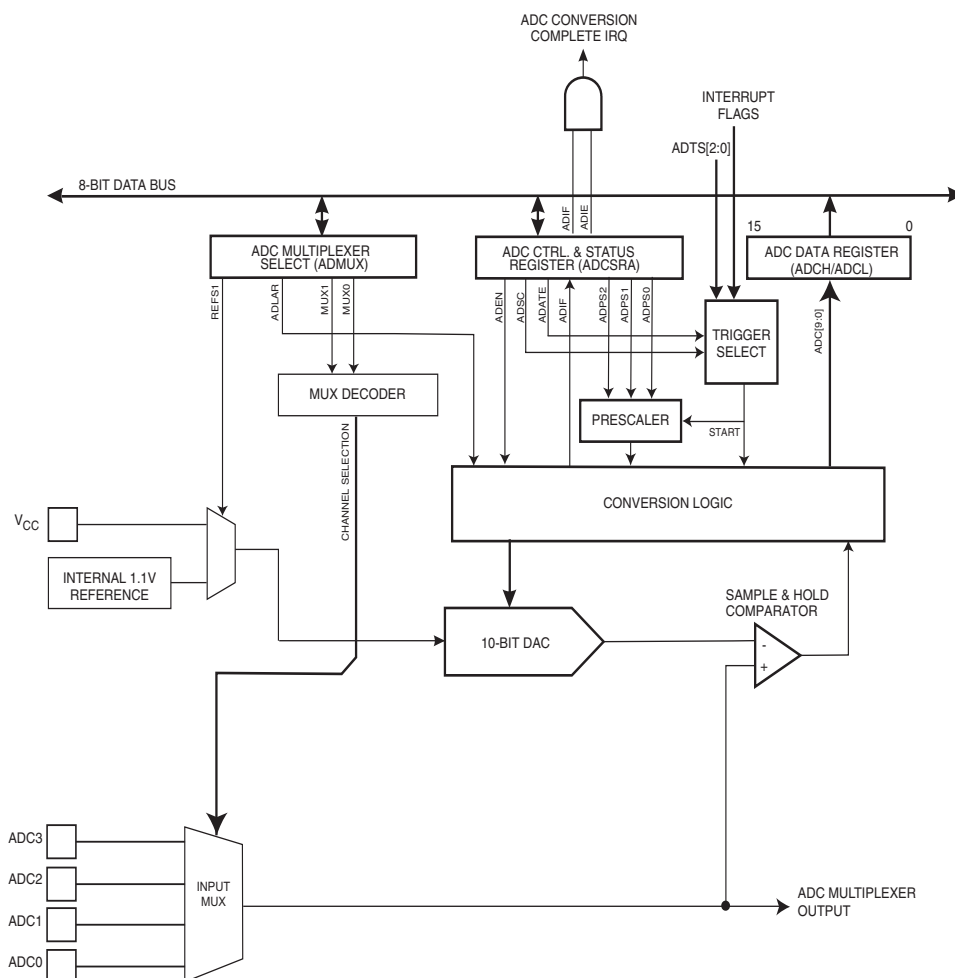 ADC CONVERSION
COMPLETE IRQ
INTERRUPT
FLAGS
ADTS[2:0]
8-BIT DATA BUS
ADIF
ADIE
15
0
ADC MULTIPLEXER
SELECT (ADMUX)
ADC CTRL. & STATUS
REGISTER (ADCSRA)
ADC DATA REGISTER
(ADCH/ADCL)
REFS1
ADLAR
MUX1
MUX0
ADEN
ADSC
ADATE
ADIF
ADPS2
ADPS1
ADPS0
TRIGGER
SELECT
ADC[9:0]
MUX DECODER
PRESCALER
START
CHANNEL SELECTION
CONVERSION LOGIC
VCC
INTERNAL 1.1V
REFERENCE
SAMPLE & HOLD
COMPARATOR
10-BIT DAC
-
+
ADC3
ADC2
ADC1
ADC0
INPUT
MUX
ADC MULTIPLEXER
OUTPUT